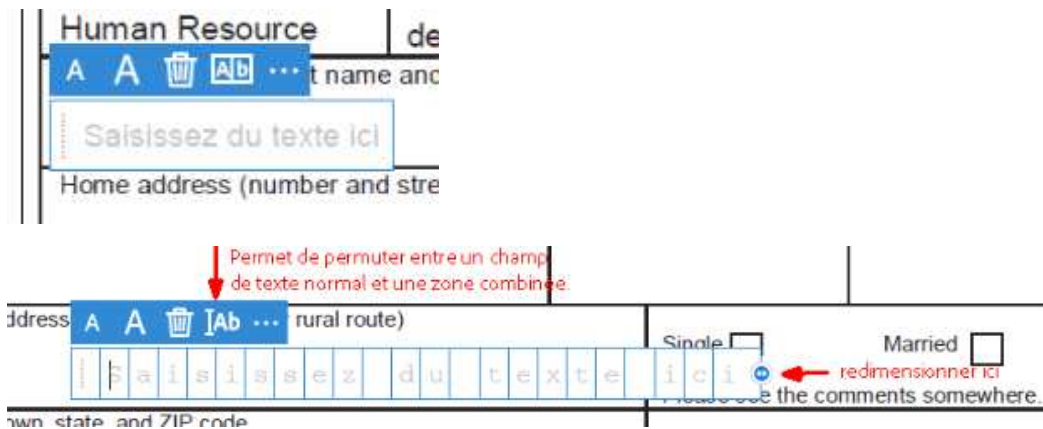 Human Resource de
A A Ab ... t name and
Saisissez du texte ici
Home address (number and stre
Permet de permuter entre un champ
de texte normal et une zone combinée.
ddress A A Ab ... rural route)
Single Married
Saisissez du texte ici
redimensionner ici
the comments somewhere.
own, state, and ZIP code